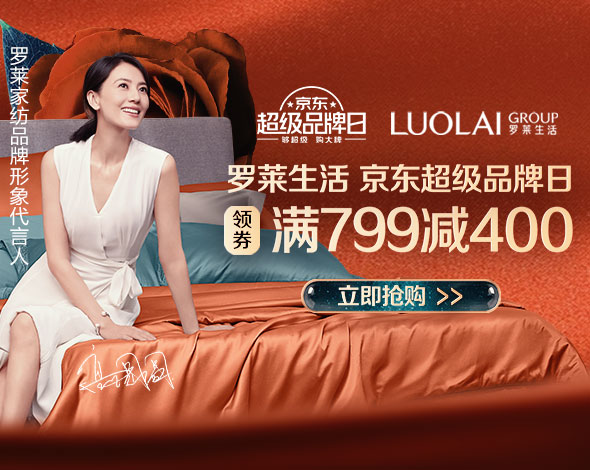 罗莱家纺品牌形象代言人
京东
超级品牌日
够超级 购大牌
LUOLAI GROUP
罗莱生活
罗莱生活 京东超级品牌日
领券 满799减400
立即抢购 >>